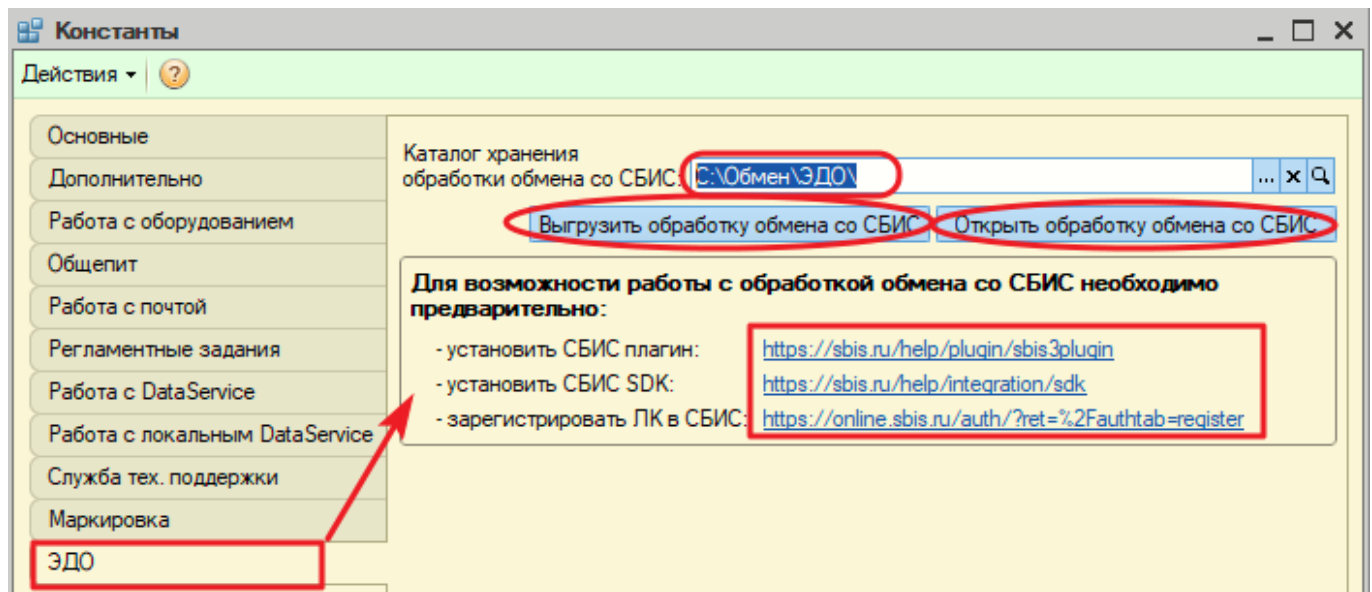 Константы
Действия
Основные
Дополнительно
Работа с оборудованием
Общепит
Работа с почтой
Регламентные задания
Работа с DataService
Работа с локальным DataService
Служба тех. поддержки
Маркировка
ЭДО
Каталог хранения
обработки обмена со СБИС: C:\Обмен\ЭДО\
Выгрузить обработку обмена со СБИС Открыть обработку обмена со СБИС
Для возможности работы с обработкой обмена со СБИС необходимо
предварительно:
- установить СБИС плагин: https://sbis.ru/help/plugin/sbis3plugin
- установить СБИС SDK: https://sbis.ru/help/integration/sdk
- зарегистрировать ЛК в СБИС: https://online.sbis.ru/auth/?ret=%2Fauthtab=register